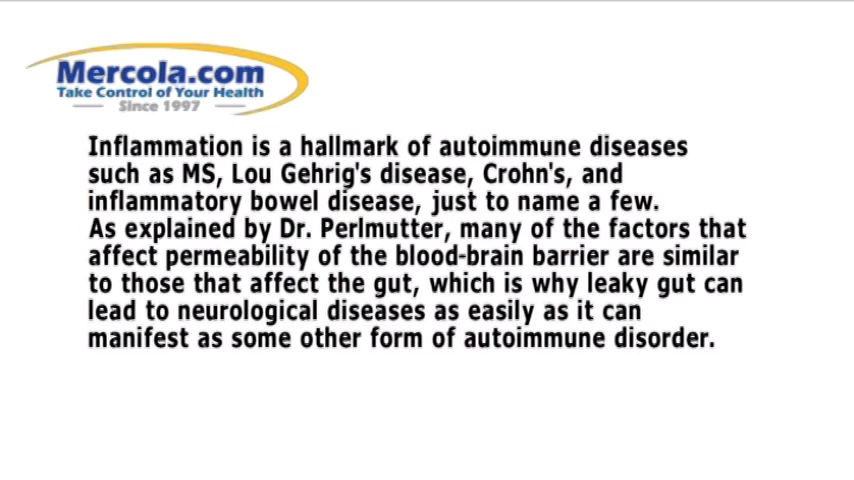 Mercola.com
Take Control of Your Health
Since 1997
Inflammation is a hallmark of autoimmune diseases
such as MS, Lou Gehrig's disease, Crohn's, and
inflammatory bowel disease, just to name a few.
As explained by Dr. Perlmutter, many of the factors that
affect permeability of the blood-brain barrier are similar
to those that affect the gut, which is why leaky gut can
lead to neurological diseases as easily as it can
manifest as some other form of autoimmune disorder.